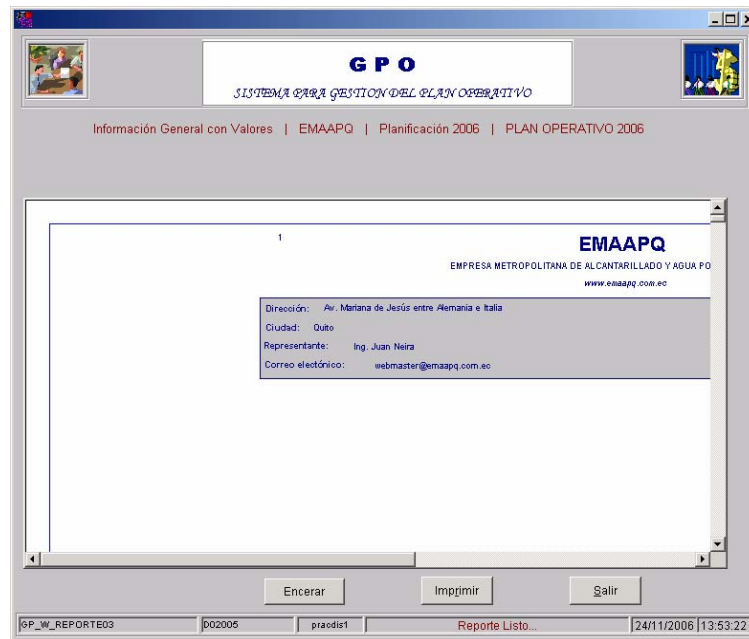 GPO
SISTEMA PARA GESTION DEL PLAN OPERATIVO
Información General con Valores | EMAAPQ | Planificación 2006 | PLAN OPERATIVO 2006
1
EMAAPQ
EMPRESA METROPOLITANA DE ALCANTARILLADO Y AGUA PO
www.emaapq.com.ec
Dirección: Av. Mariana de Jesús entre Alemania e Italia
Ciudad: Quito
Representante: Ing. Juan Neira
Correo electónico: webmaster@emaapq.com.ec
Encerar Imprimir Salir
GP_W_REPORTE03 D02005 pracdis1 Reporte Listo... 24/11/2006 13:53:22